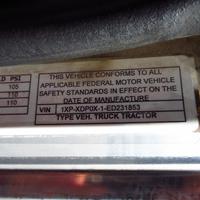 D PSI
105
110
110
THIS VEHICLE CONFORMS TO ALL
APPLICABLE FEDERAL MOTOR VEHICLE
SAFETY STANDARDS IN EFFECT ON THE
DATE OF MANUFACTURE
VIN 1XP-XDP0X-1-ED231853
TYPE VEH. TRUCK TRACTOR